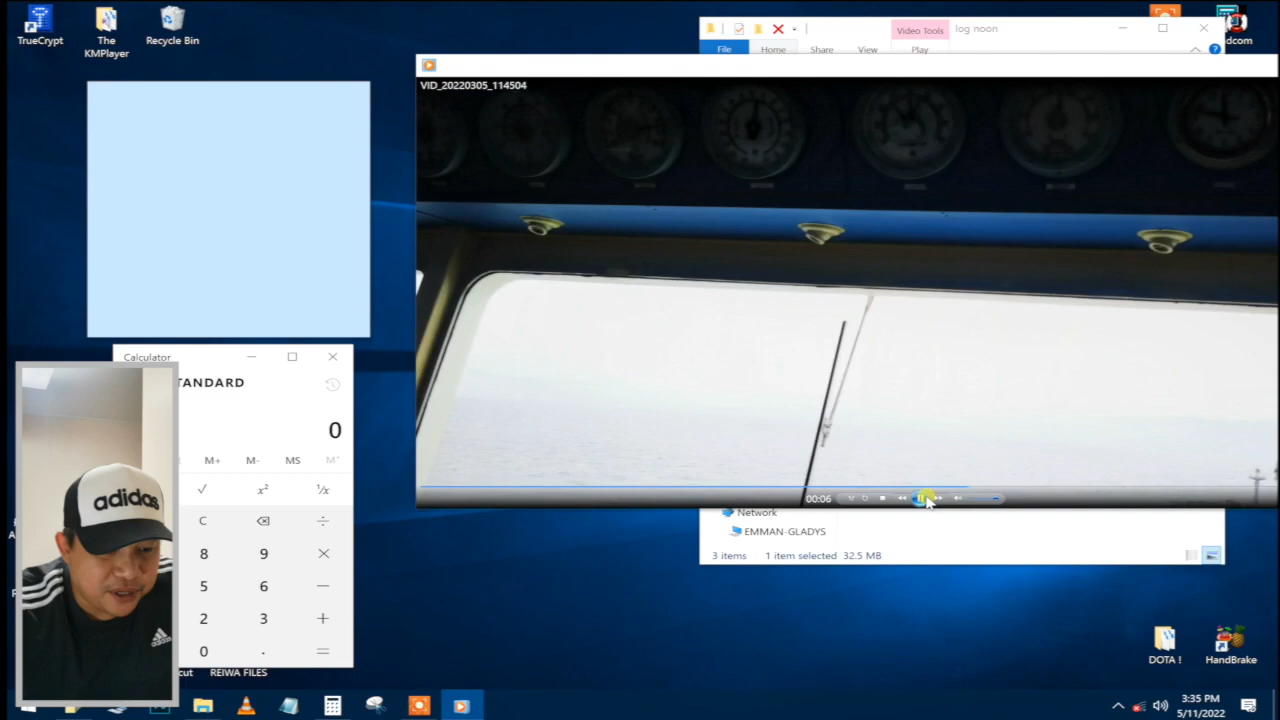 TrueCrypt
The
KMPlayer
Recycle Bin
Video Tools
log noon
dcom
File
Home
Share
View
Play
?
VID_20220305_114504
Calculator
TANDARD
0
M+
M-
MS
√
x²
¹/x
C
÷
8
9
×
5
6
−
2
3
+
0
.
=
adidas
00:06
Network
EMMAN-GLADYS
3 items
1 item selected
32.5 MB
cut
REIWA FILES
DOTA !
HandBrake
3:35 PM
5/11/2022